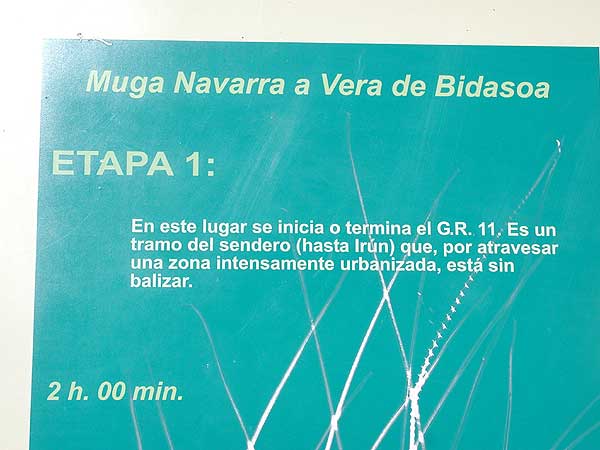 Muga Navarra a Vera de Bidasoa
ETAPA 1:
En este lugar se inicia o termina el G.R. 11. Es un
tramo del sendero (hasta Irún) que, por atravesar
una zona intensamente urbanizada, está sin
balizar.
2 h. 00 min.